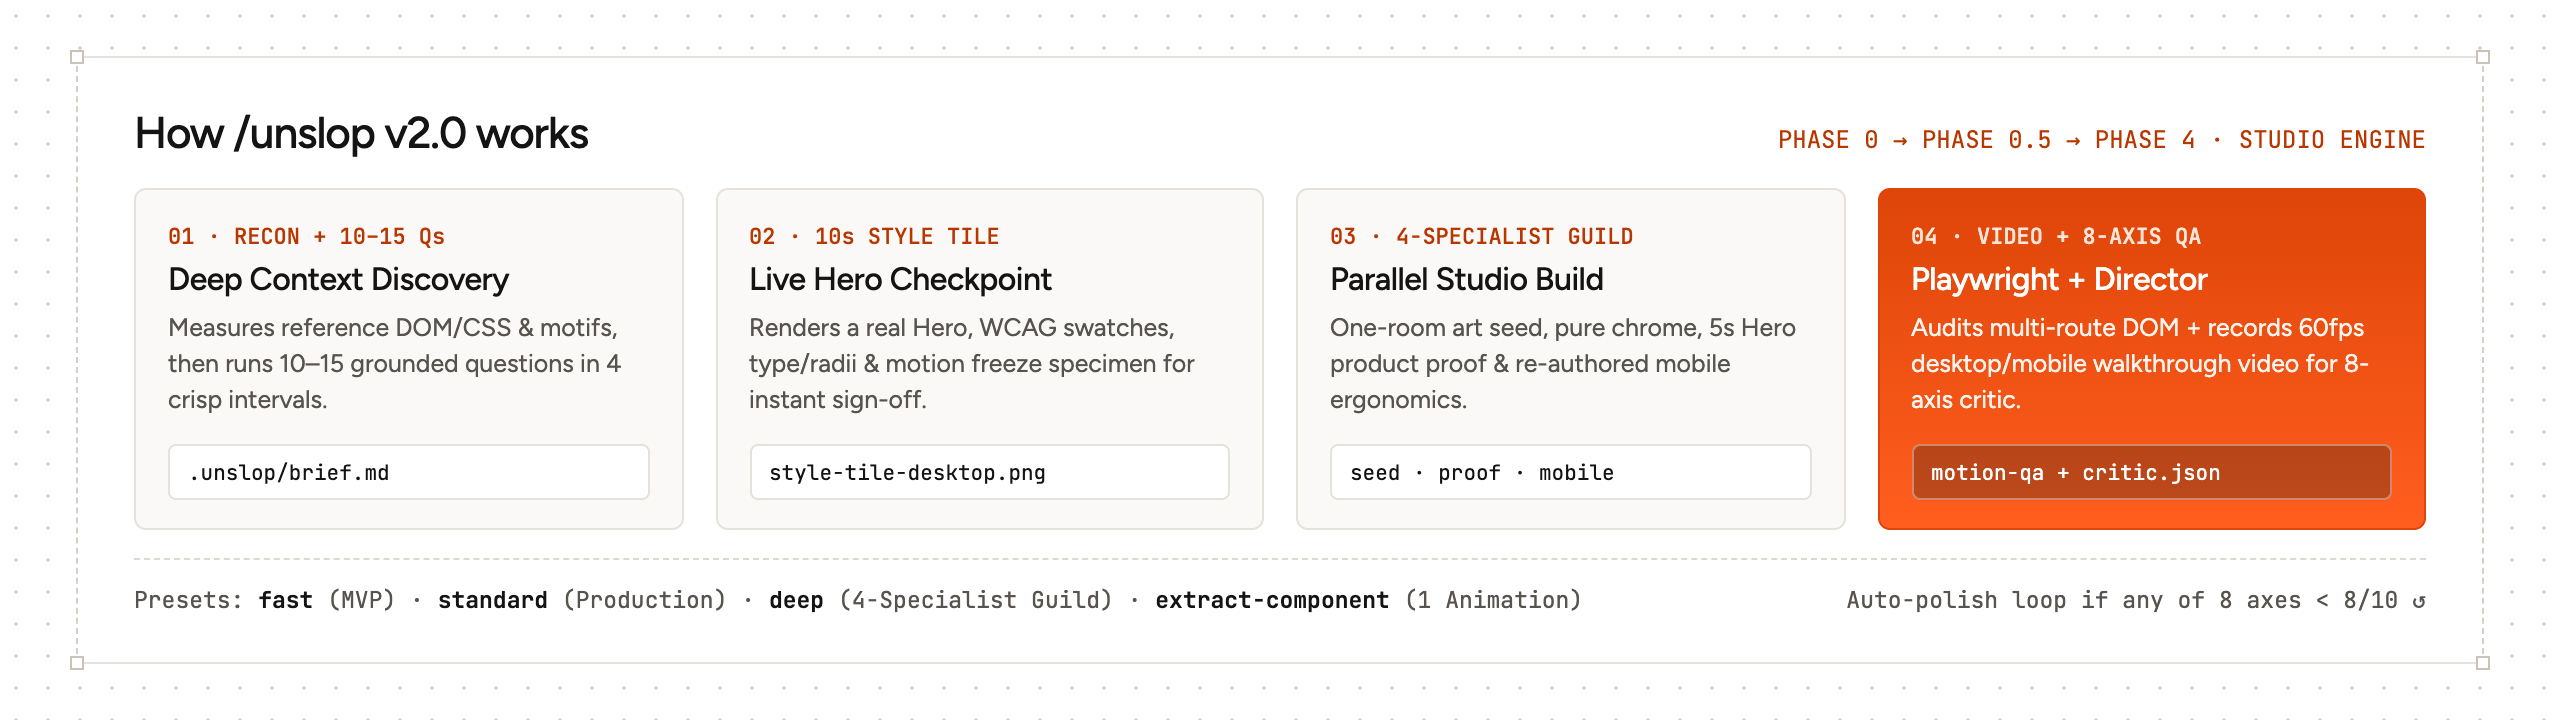 How /unslop v2.0 works
PHASE 0 → PHASE 0.5 → PHASE 4 · STUDIO ENGINE
01 · RECON + 10–15 Qs
Deep Context Discovery
Measures reference DOM/CSS & motifs,
then runs 10–15 grounded questions in 4
crisp intervals.
.unslop/brief.md
02 · 10s STYLE TILE
Live Hero Checkpoint
Renders a real Hero, WCAG swatches,
type/radii & motion freeze specimen for
instant sign-off.
style-tile-desktop.png
03 · 4-SPECIALIST GUILD
Parallel Studio Build
One-room art seed, pure chrome, 5s Hero
product proof & re-authored mobile
ergonomics.
seed · proof · mobile
04 · VIDEO + 8-AXIS QA
Playwright + Director
Audits multi-route DOM + records 60fps
desktop/mobile walkthrough video for 8-
axis critic.
motion-qa + critic.json
Presets: fast (MVP) · standard (Production) · deep (4-Specialist Guild) · extract-component (1 Animation)
Auto-polish loop if any of 8 axes < 8/10 ↺